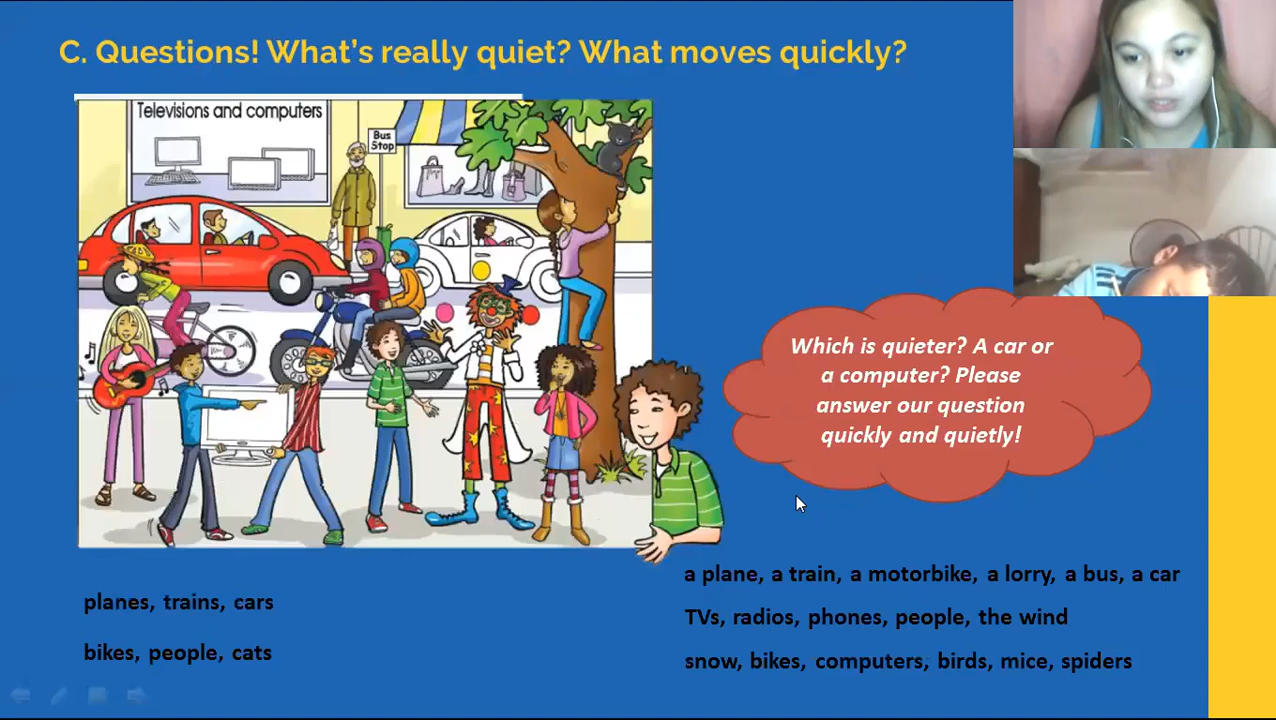 C. Questions! What's really quiet? What moves quickly?
Televisions and computers
Bus
Stop
Which is quieter? A car or
a computer? Please
answer our question
quickly and quietly!
planes, trains, cars
bikes, people, cats
a plane, a train, a motorbike, a lorry, a bus, a car
TVs, radios, phones, people, the wind
snow, bikes, computers, birds, mice, spiders